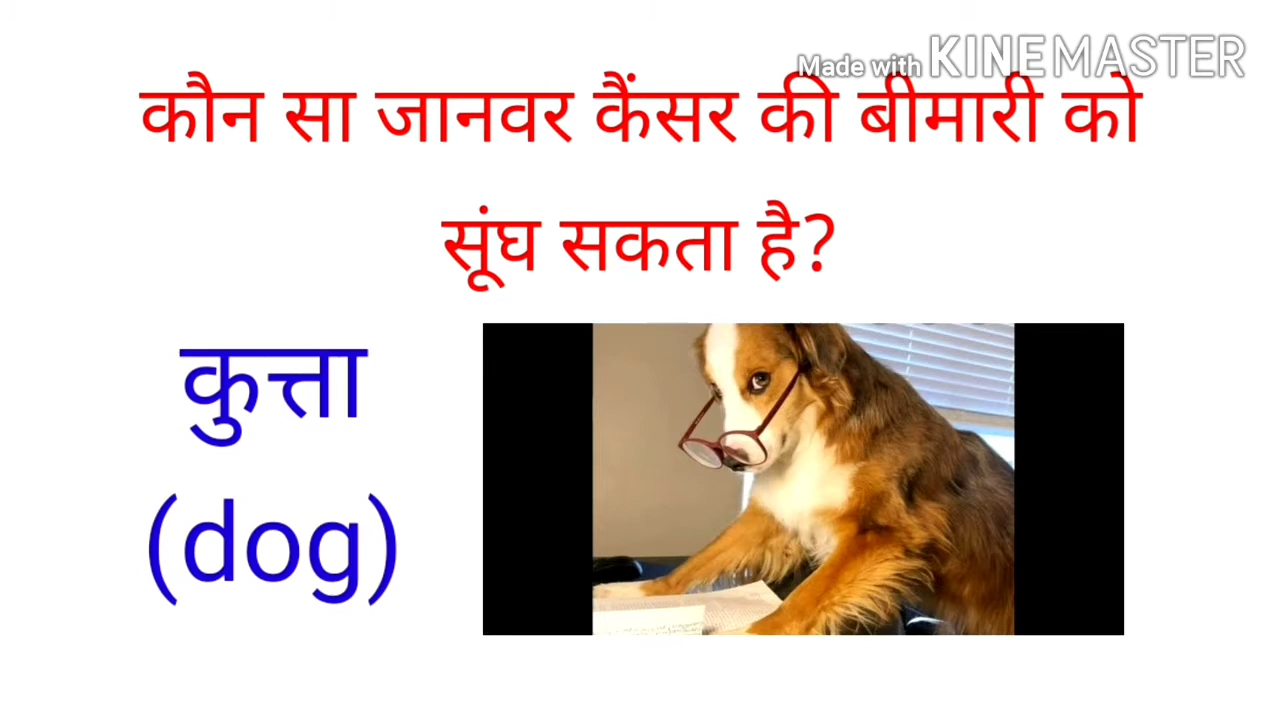 Made with KINEMASTER
कौन सा जानवर कैंसर की बीमारी को
सूंघ सकता है?
कुत्ता
(dog)